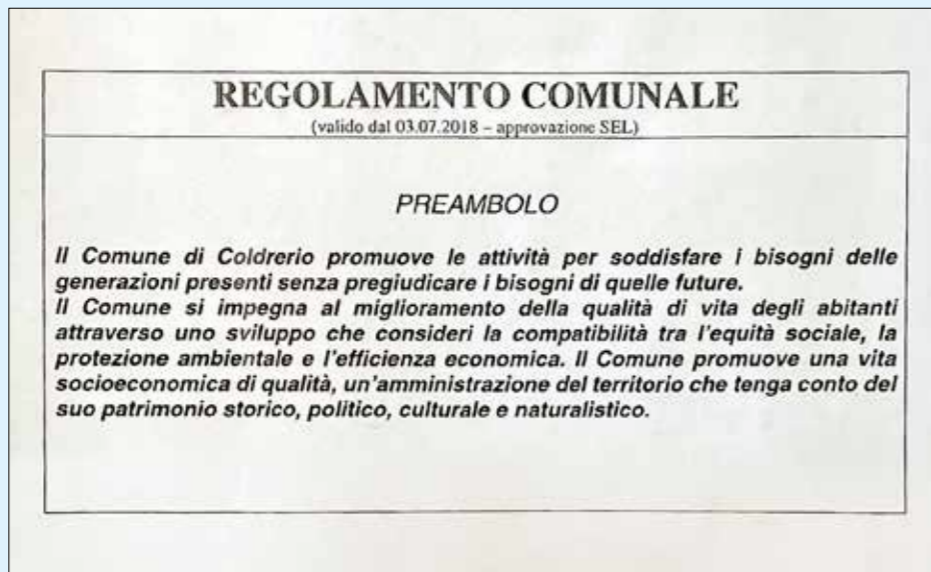 REGOLAMENTO COMUNALE
(valido dal 03.07.2018 – approvazione SEL)
PREAMBOLO
Il Comune di Coldrerio promuove le attività per soddisfare i bisogni delle
generazioni presenti senza pregiudicare i bisogni di quelle future.
Il Comune si impegna al miglioramento della qualità di vita degli abitanti
attraverso uno sviluppo che consideri la compatibilità tra l'equità sociale, la
protezione ambientale e l'efficienza economica. Il Comune promuove una vita
socioeconomica di qualità, un'amministrazione del territorio che tenga conto del
suo patrimonio storico, politico, culturale e naturalistico.